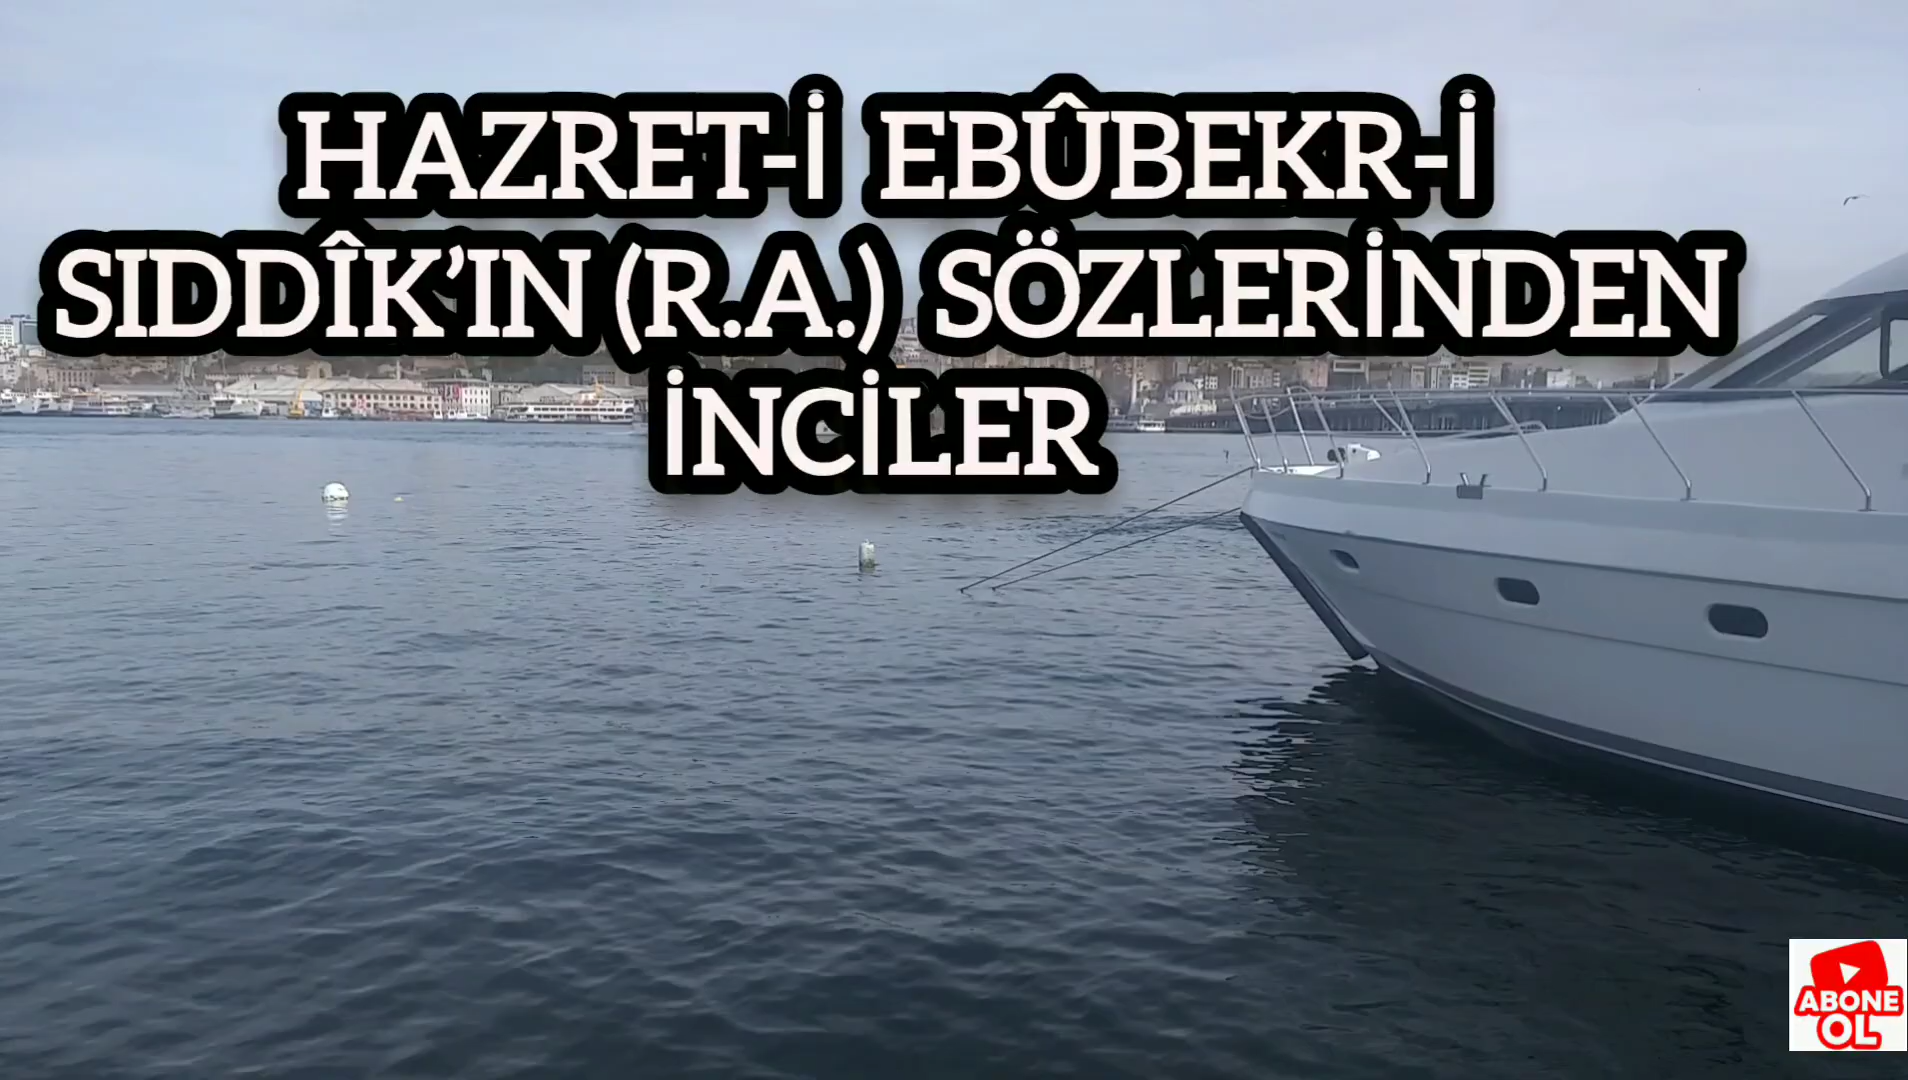 HAZRET-İ EBÛBEKR-İ
SIDDÎK’IN (R.A.) SÖZLERİNDEN
İNCİLER
ABONE
OL